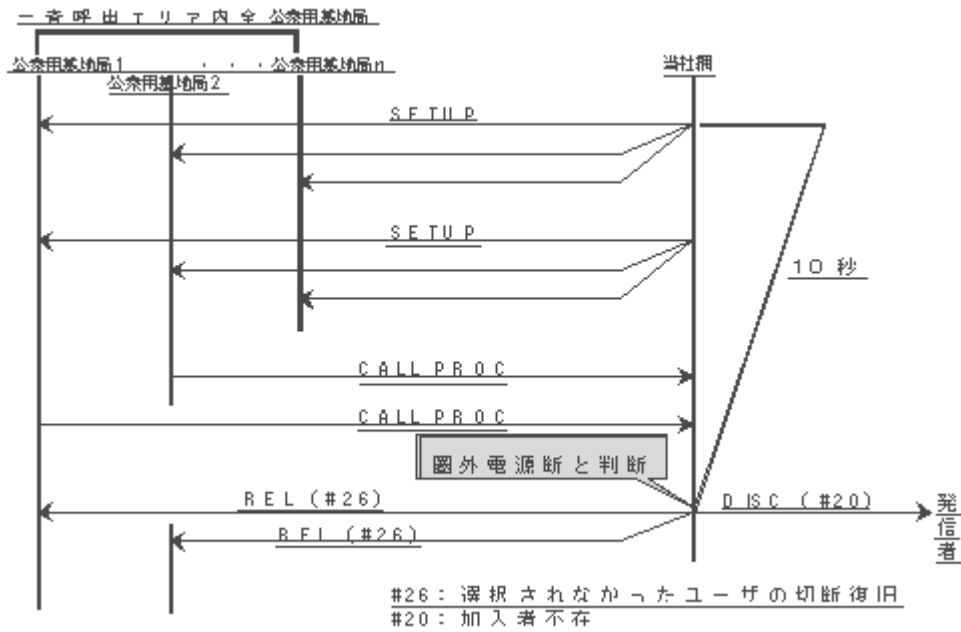 一斉呼出エリア内全公衆用基地局
公衆用基地局1 ・・・公衆用基地局n 当社網
公衆用基地局2
SETUP
SETUP
10秒
CALL PROC
CALL PROC
圏外電源断と判断
REL (#26) DISC (#20) 発信者
REL (#26)
#26：選択されなかったユーザの切断復旧
#20：加入者不在